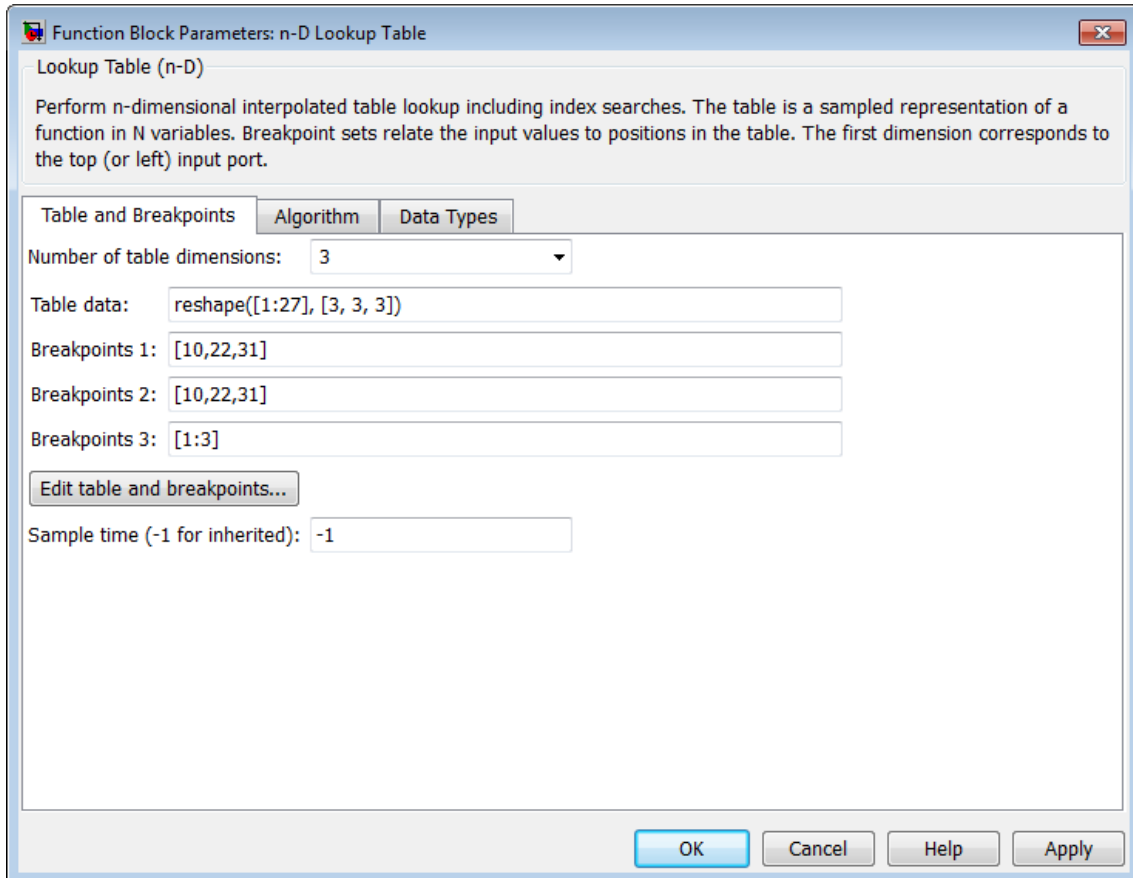 Function Block Parameters: n-D Lookup Table
Lookup Table (n-D)
Perform n-dimensional interpolated table lookup including index searches. The table is a sampled representation of a
function in N variables. Breakpoint sets relate the input values to positions in the table. The first dimension corresponds to
the top (or left) input port.
Table and Breakpoints Algorithm Data Types
Number of table dimensions: 3
Table data: reshape([1:27], [3, 3, 3])
Breakpoints 1: [10,22,31]
Breakpoints 2: [10,22,31]
Breakpoints 3: [1:3]
Edit table and breakpoints...
Sample time (-1 for inherited): -1
OK Cancel Help Apply